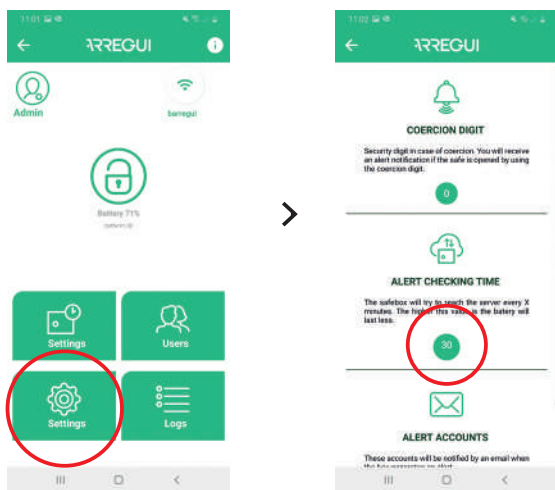 11:01
ARREGUI
Admin
barregui
Battery 71%
Settings
Users
Settings
Logs
>
11:02
ARREGUI
COERCION DIGIT
Security digit in case of coercion. You will receive
an alert notification if the safe is opened by using
the coercion digit.
0
ALERT CHECKING TIME
The safebox will try to reach the server every X
minutes. The higher this value is the battery will
last less.
30
ALERT ACCOUNTS
These accounts will be notified by an email when